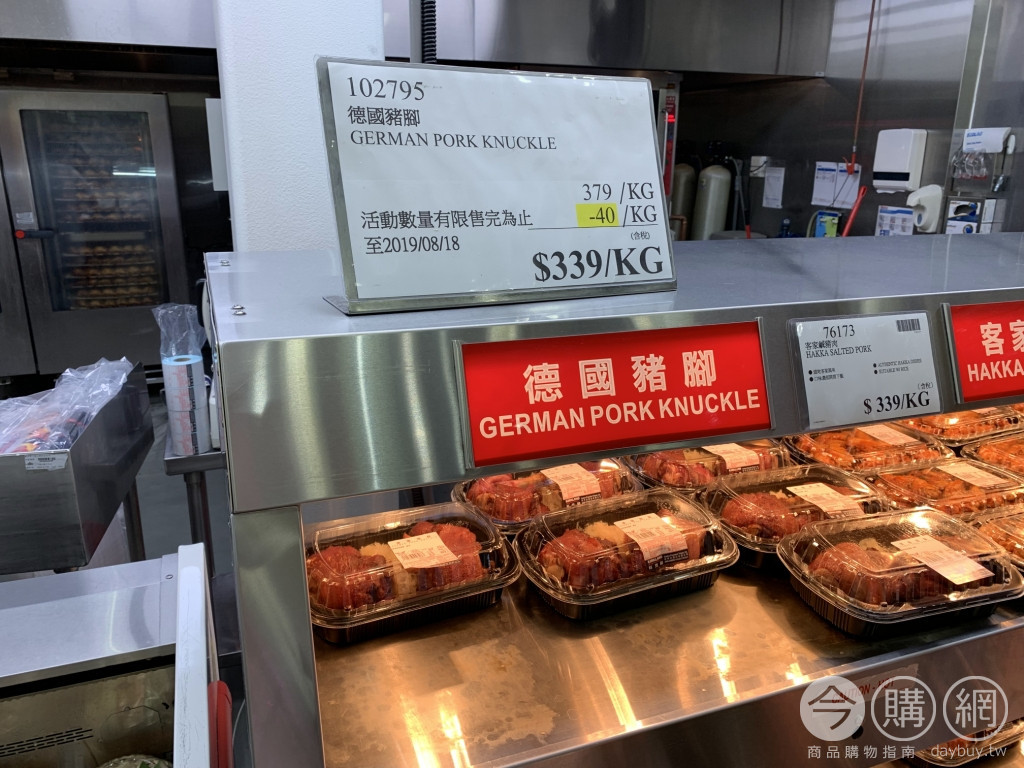 102795
德國豬腳
GERMAN PORK KNUCKLE
379 /KG
活動數量有限售完為止 -40 /KG
至2019/08/18
(含稅)
$339/KG
德國豬腳
GERMAN PORK KNUCKLE
76173
客家鹹豬肉
HAKKA SALTED PORK
(含稅)
$ 339/KG
客家
HAKKA
今購網
商品購物指南 daybuy.tw